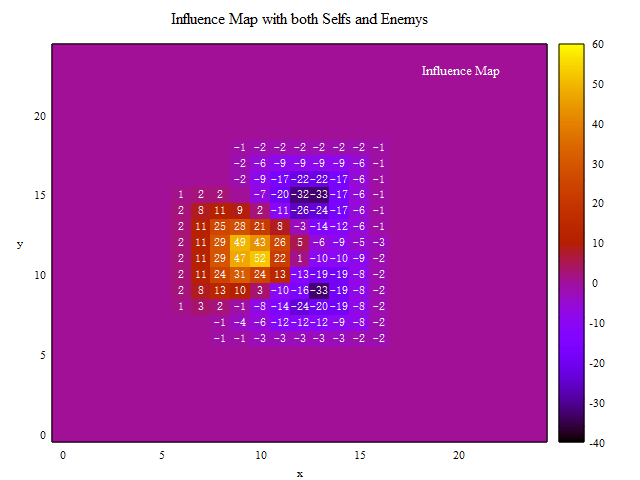 Influence Map with both Selfs and Enemys
Influence Map
60
50
40
30
20
10
0
-10
-20
-30
-40
20
15
10
5
0
y
-1 -2 -2 -2 -2 -2 -2 -1
-2 -6 -9 -9 -9 -9 -6 -1
-2 -9 -17 -22 -22 -17 -6 -1
1 2 2 -7 -20 -32 -33 -17 -6 -1
2 8 11 9 2 -11 -26 -24 -17 -6 -1
2 11 25 28 21 8 -3 -14 -12 -6 -1
2 11 29 49 43 26 5 -6 -9 -5 -3
2 11 29 47 52 22 1 -10 -10 -9 -2
2 11 24 31 24 13 -13 -19 -19 -8 -2
2 8 13 10 3 -10 -16 -33 -19 -8 -2
1 3 2 -1 -8 -14 -24 -20 -19 -8 -2
-1 -4 -6 -12 -12 -12 -9 -8 -2
-1 -1 -3 -3 -3 -3 -3 -2 -2
0 5 10 15 20
x